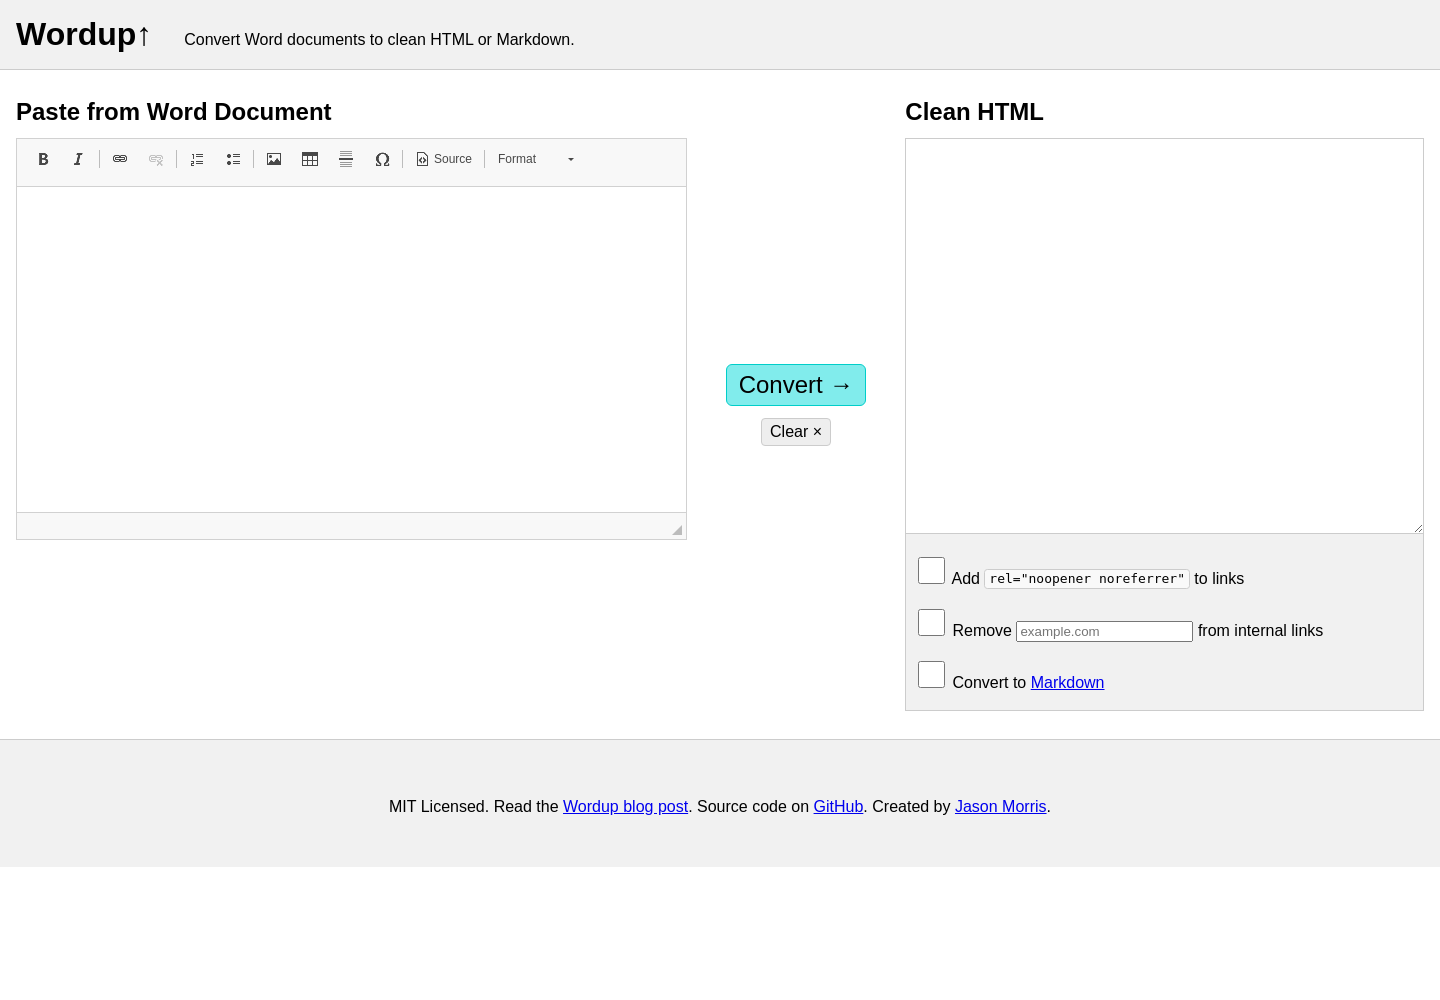 Wordup↑
Convert Word documents to clean HTML or Markdown.
Paste from Word Document
Source
Format
Convert →
Clear ×
Clean HTML
Add rel="noopener noreferrer" to links
Remove example.com from internal links
Convert to Markdown
MIT Licensed. Read the Wordup blog post. Source code on GitHub. Created by Jason Morris.